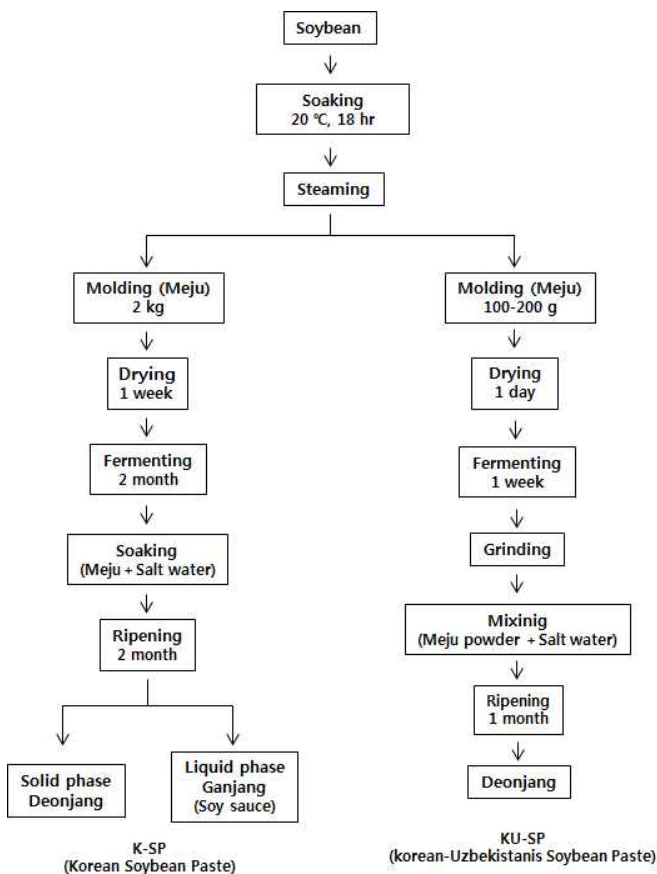 Soybean
Soaking
20 ℃, 18 hr
Steaming
Molding (Meju)
2 kg
Drying
1 week
Fermenting
2 month
Soaking
(Meju + Salt water)
Ripening
2 month
Solid phase
Deonjang
Liquid phase
Ganjang
(Soy sauce)
K-SP
(Korean Soybean Paste)
Molding (Meju)
100-200 g
Drying
1 day
Fermenting
1 week
Grinding
Mixinig
(Meju powder + Salt water)
Ripening
1 month
Deonjang
KU-SP
(korean-Uzbekistanis Soybean Paste)